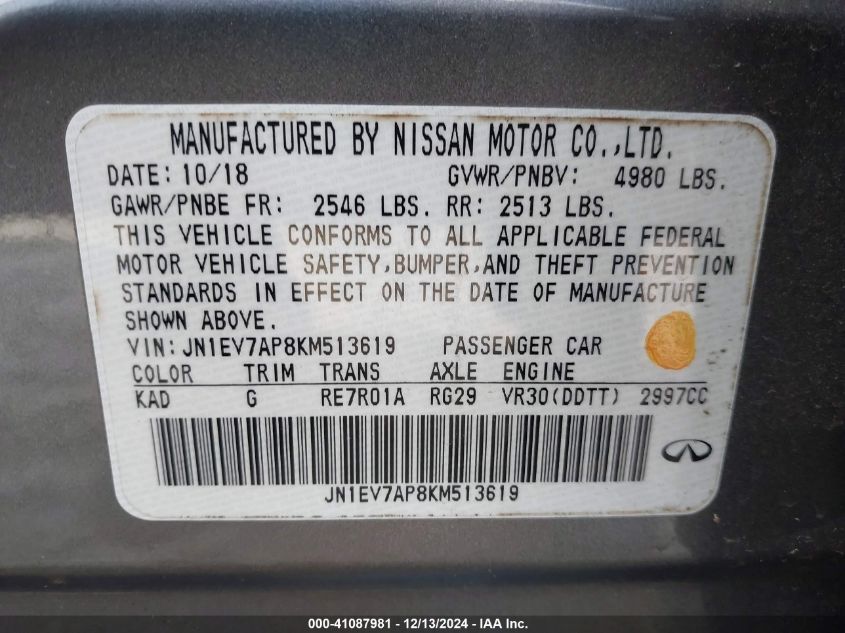 MANUFACTURED BY NISSAN MOTOR CO.,LTD.
DATE: 10/18 GVWR/PNBV: 4980 LBS.
GAWR/PNBE FR: 2546 LBS. RR: 2513 LBS.
THIS VEHICLE CONFORMS TO ALL APPLICABLE FEDERAL
MOTOR VEHICLE SAFETY,BUMPER,AND THEFT PREVENTION
STANDARDS IN EFFECT ON THE DATE OF MANUFACTURE
SHOWN ABOVE.
VIN:JN1EV7AP8KM513619 PASSENGER CAR
COLOR TRIM TRANS AXLE ENGINE
KAD G RE7R01A RG29 VR30(DDTT) 2997CC
JN1EV7AP8KM513619
000-41087981 - 12/13/2024 - IAA Inc.